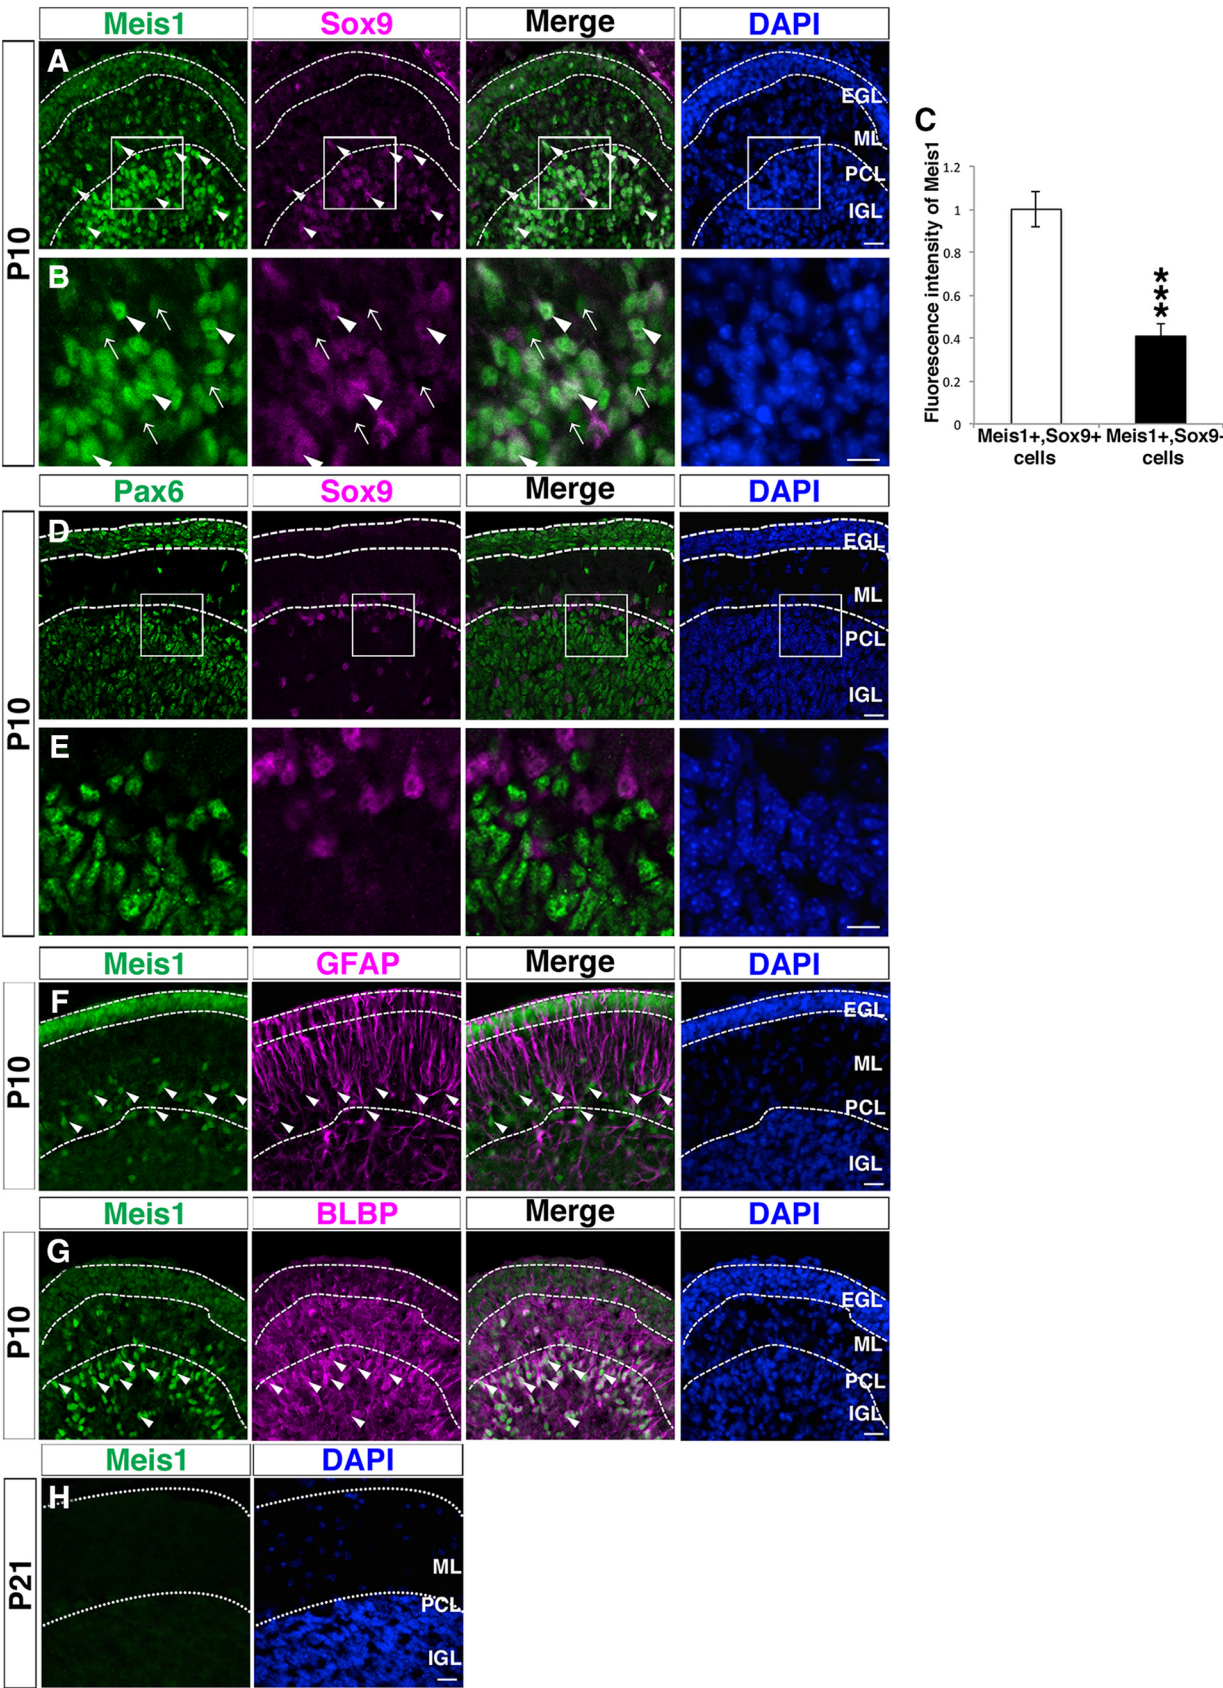 Meis1 Sox9 Merge DAPI
P10
A
EGL
ML
PCL
IGL
B
C
Fluorescence intensity of Meis1
1.2
1
0.8
0.6
0.4
0.2
0
***
Meis1+,Sox9+ Meis1+,Sox9-
cells cells
Pax6 Sox9 Merge DAPI
P10
D
EGL
ML
PCL
IGL
E
Meis1 GFAP Merge DAPI
P10
F
EGL
ML
PCL
IGL
Meis1 BLBP Merge DAPI
P10
G
EGL
ML
PCL
IGL
Meis1 DAPI
P21
H
ML
PCL
IGL